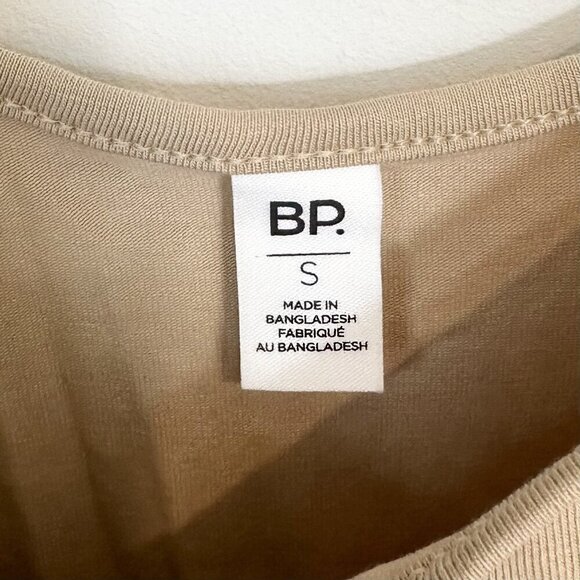 BP.
S
MADE IN
BANGLADESH
FABRIQUÉ
AU BANGLADESH